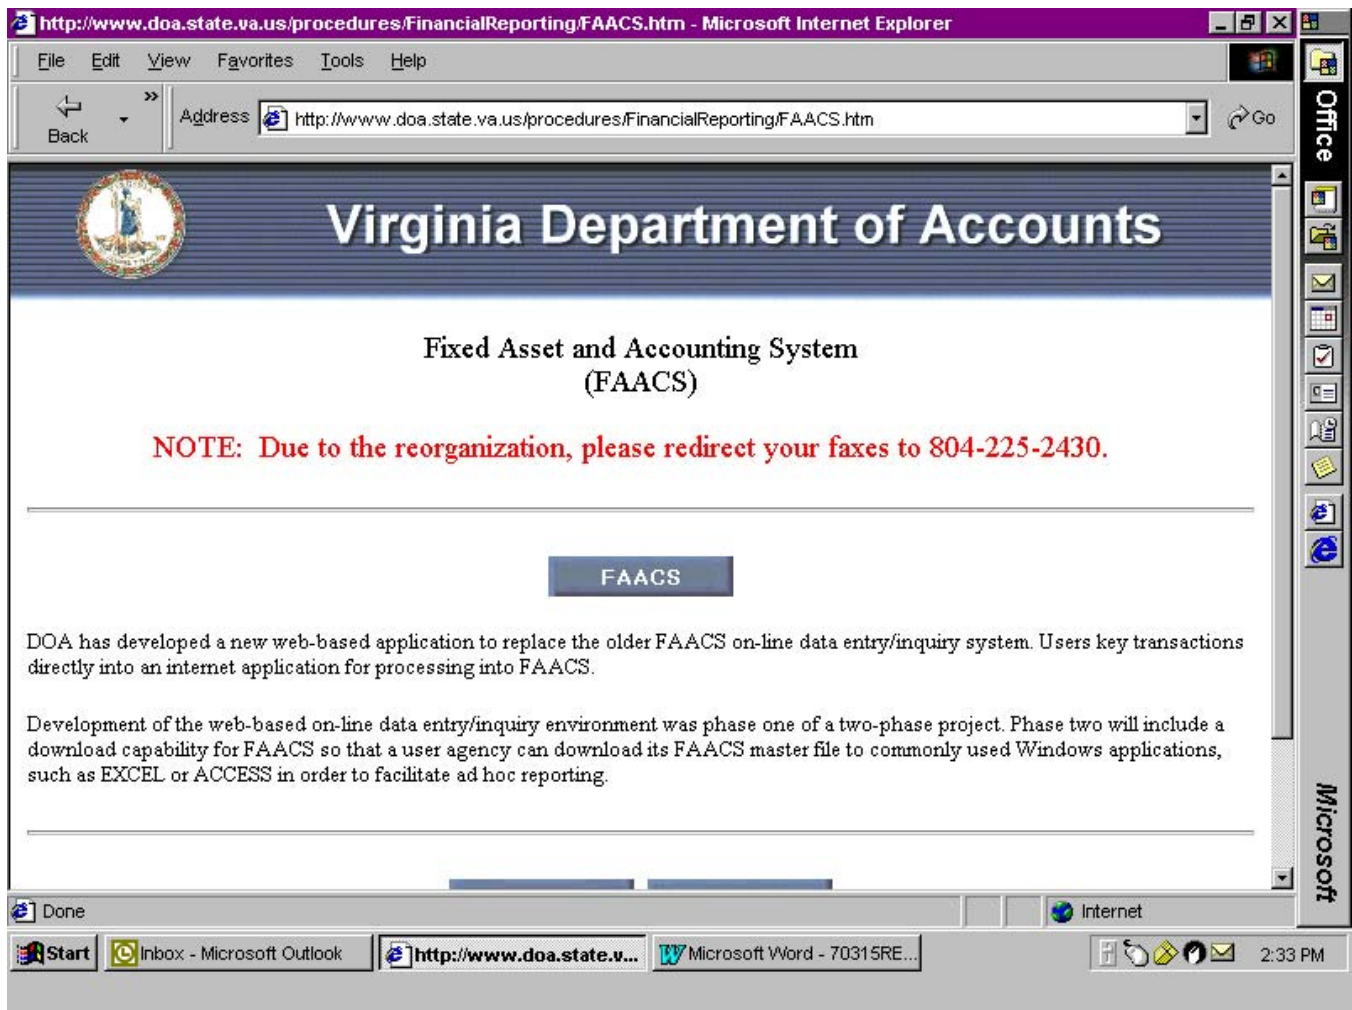 http://www.doa.state.va.us/procedures/FinancialReporting/FAACS.htm - Microsoft Internet Explorer
File Edit View Favorites Tools Help
Back » Address http://www.doa.state.va.us/procedures/FinancialReporting/FAACS.htm Go
Office
Virginia Department of Accounts
Fixed Asset and Accounting System
(FAACS)
NOTE: Due to the reorganization, please redirect your faxes to 804-225-2430.
FAACS
DOA has developed a new web-based application to replace the older FAACS on-line data entry/inquiry system. Users key transactions
directly into an internet application for processing into FAACS.
Development of the web-based on-line data entry/inquiry environment was phase one of a two-phase project. Phase two will include a
download capability for FAACS so that a user agency can download its FAACS master file to commonly used Windows applications,
such as EXCEL or ACCESS in order to facilitate ad hoc reporting.
Microsoft
Done Internet
Start Inbox - Microsoft Outlook http://www.doa.state.v... Microsoft Word - 70315RE... 2:33 PM